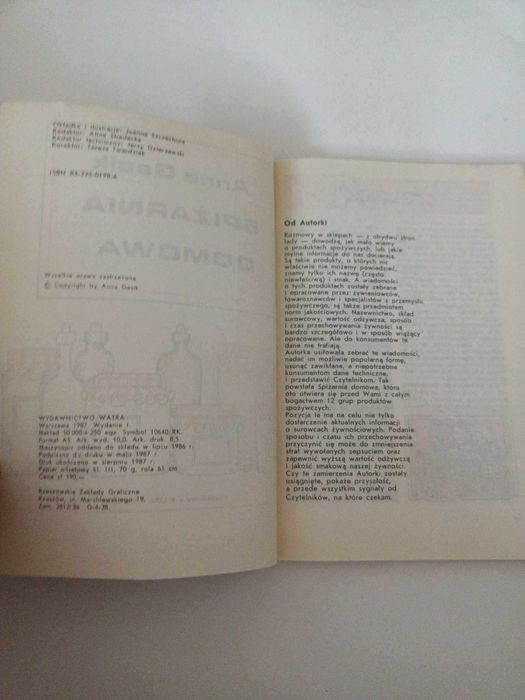 Okładka i ilustracje: Joanna
Redaktor: Alina
Redaktor techniczny: Jerzy
Korektor: Teresa
ISBN 83-225-0198-6
Wszelkie prawa zastrzeżone
© Copyright by Anna Gasik
WYDAWNICTWO WATRA
Warszawa 1987. Wydanie I
Nakład 50 000 + 250 egz. Symbol 10640/RK
Format A5. Ark. wyd. 10,0. Ark. druk. 8,5
Maszynopis oddano do składu w lipcu 1986 r.
Podpisano do druku w maju 1987 r.
Druk ukończono w sierpniu 1987 r.
Papier offsetowy kl. III, 70 g, rola 61 cm
Cena zł 190,—
Rzeszowskie Zakłady Graficzne
Rzeszów, ul. Marchlewskiego 19.
Zam. 2812/86 O-4-28
Anna Gasik
SPIŻARNIA
DOMOWA
Od Autorki
Rozmowy w sklepach — z obydwu stron
lady — dowodzą, jak mało wiemy
o produktach spożywczych, lub jakie
mylne informacje do nas docierają.
Są takie produkty, o których nic
właściwie nie możemy powiedzieć,
znamy tylko ich nazwę (często
niewłaściwą) i smak. A wiadomości
o tych produktach zostały zebrane
i opracowane przez żywieniowców,
towaroznawców i specjalistów z przemysłu
spożywczego, są także przedmiotem
norm jakościowych. Nazewnictwo, skład
surowcowy, wartość odżywcza, sposób
i czas przechowywania żywności są
bardzo szczegółowo i w sposób wiążący
opracowane. Ale do konsumentów te
dane nie trafiają.
Autorka usiłowała zebrać te wiadomości,
nadać im możliwie popularną formę,
usunąć zawikłane, a niepotrzebne
konsumentom dane techniczne,
i przedstawić Czytelnikom. Tak
powstała Spiżarnia domowa, która
oto otwiera się przed Wami z całym
bogactwem 12 grup produktów
spożywczych.
Pozycja ta ma na celu nie tylko
dostarczenie aktualnych informacji
o surowcach żywnościowych. Podanie
sposobu i czasu ich przechowywania
przyczynić się może do zmniejszenia
strat wywołanych zepsuciem oraz
zapewnić wyższą wartość odżywczą
i jakość smakową naszej żywności.
Czy te zamierzenia Autorki zostały
osiągnięte, pokaże przyszłość,
a przede wszystkim sygnały od
Czytelników, na które czekam.